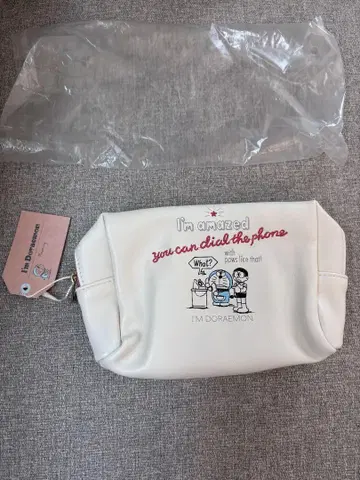 I'm amazed
you can dial the phone
with
paws like that!
What?
I'M DORAEMON
I'm Doraemon